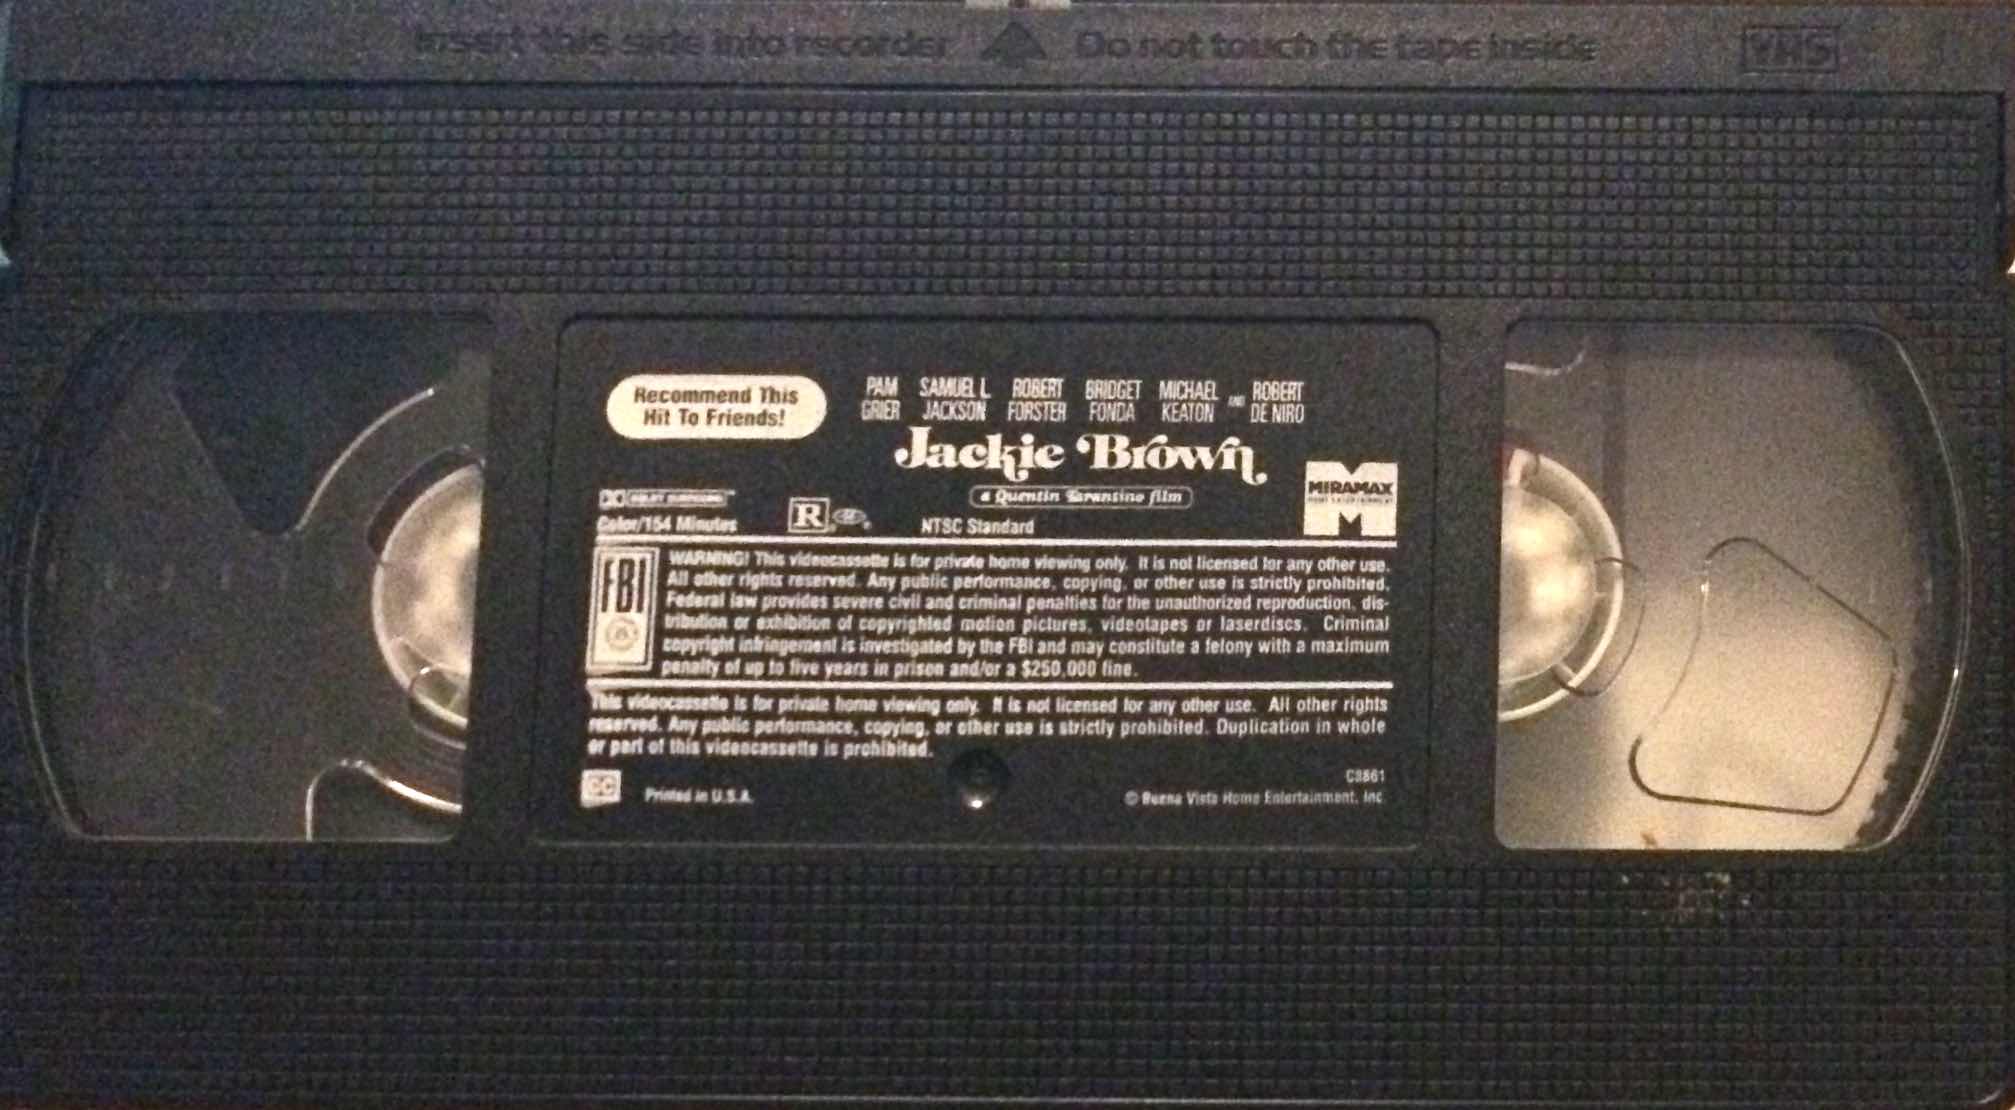 Insert this side into recorder ▲ Do not touch the tape inside VHS
Recommend This
Hit To Friends!
PAM GRIER SAMUEL L. JACKSON ROBERT FORSTER BRIDGET FONDA MICHAEL KEATON AND ROBERT DE NIRO
Jackie Brown
a Quentin Tarantino film
MIRAMAX
DOLBY SURROUND
Color/154 Minutes
R
NTSC Standard
FBI
WARNING! This videocassette is for private home viewing only. It is not licensed for any other use.
All other rights reserved. Any public performance, copying, or other use is strictly prohibited.
Federal law provides severe civil and criminal penalties for the unauthorized reproduction, dis-
tribution or exhibition of copyrighted motion pictures, videotapes or laserdiscs. Criminal
copyright infringement is investigated by the FBI and may constitute a felony with a maximum
penalty of up to five years in prison and/or a $250,000 fine.
This videocassette is for private home viewing only. It is not licensed for any other use. All other rights
reserved. Any public performance, copying, or other use is strictly prohibited. Duplication in whole
or part of this videocassette is prohibited.
CC
Printed in U.S.A.
C8861
© Buena Vista Home Entertainment, Inc.